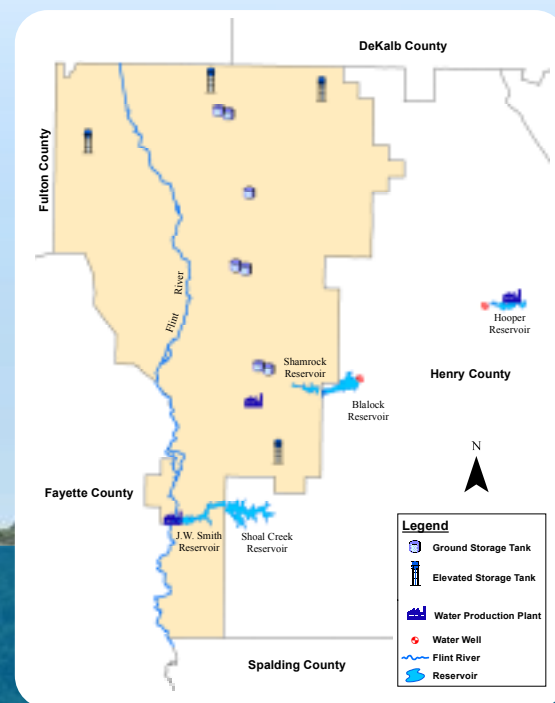 DeKalb County
Fulton County
Flint
River
Hooper
Reservoir
Shamrock
Reservoir
Henry County
Blalock
Reservoir
N
Fayette County
J.W. Smith
Reservoir
Shoal Creek
Reservoir
Spalding County
Legend
Ground Storage Tank
Elevated Storage Tank
Water Production Plant
Water Well
Flint River
Reservoir